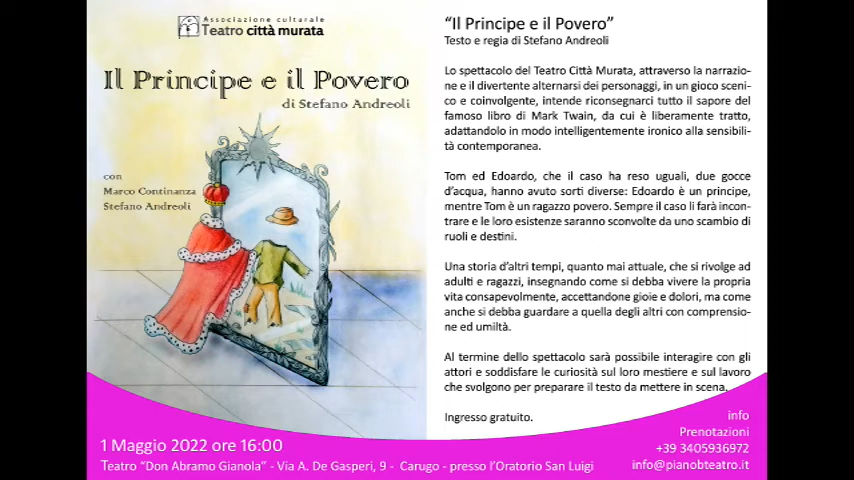 Associazione culturale
Teatro città murata
Il Principe e il Povero
di Stefano Andreoli
con
Marco Continanza
Stefano Andreoli
“Il Principe e il Povero”
Testo e regia di Stefano Andreoli
Lo spettacolo del Teatro Città Murata, attraverso la narrazio-
ne e il divertente alternarsi dei personaggi, in un gioco sceni-
co e coinvolgente, intende riconsegnarci tutto il sapore del
famoso libro di Mark Twain, da cui è liberamente tratto,
adattandolo in modo intelligentemente ironico alla sensibili-
tà contemporanea.
Tom ed Edoardo, che il caso ha reso uguali, due gocce
d’acqua, hanno avuto sorti diverse: Edoardo è un principe,
mentre Tom è un ragazzo povero. Sempre il caso li farà incon-
trare e le loro esistenze saranno sconvolte da uno scambio di
ruoli e destini.
Una storia d’altri tempi, quanto mai attuale, che si rivolge ad
adulti e ragazzi, insegnando come si debba vivere la propria
vita consapevolmente, accettandone gioie e dolori, ma come
anche si debba guardare a quella degli altri con comprensio-
ne ed umiltà.
Al termine dello spettacolo sarà possibile interagire con gli
attori e soddisfare le curiosità sul loro mestiere e sul lavoro
che svolgono per preparare il testo da mettere in scena.
Ingresso gratuito.
1 Maggio 2022 ore 16:00
Teatro “Don Abramo Gianola” - Via A. De Gasperi, 9 - Carugo - presso l’Oratorio San Luigi
info
Prenotazioni
+39 3405936972
info@pianobteatro.it